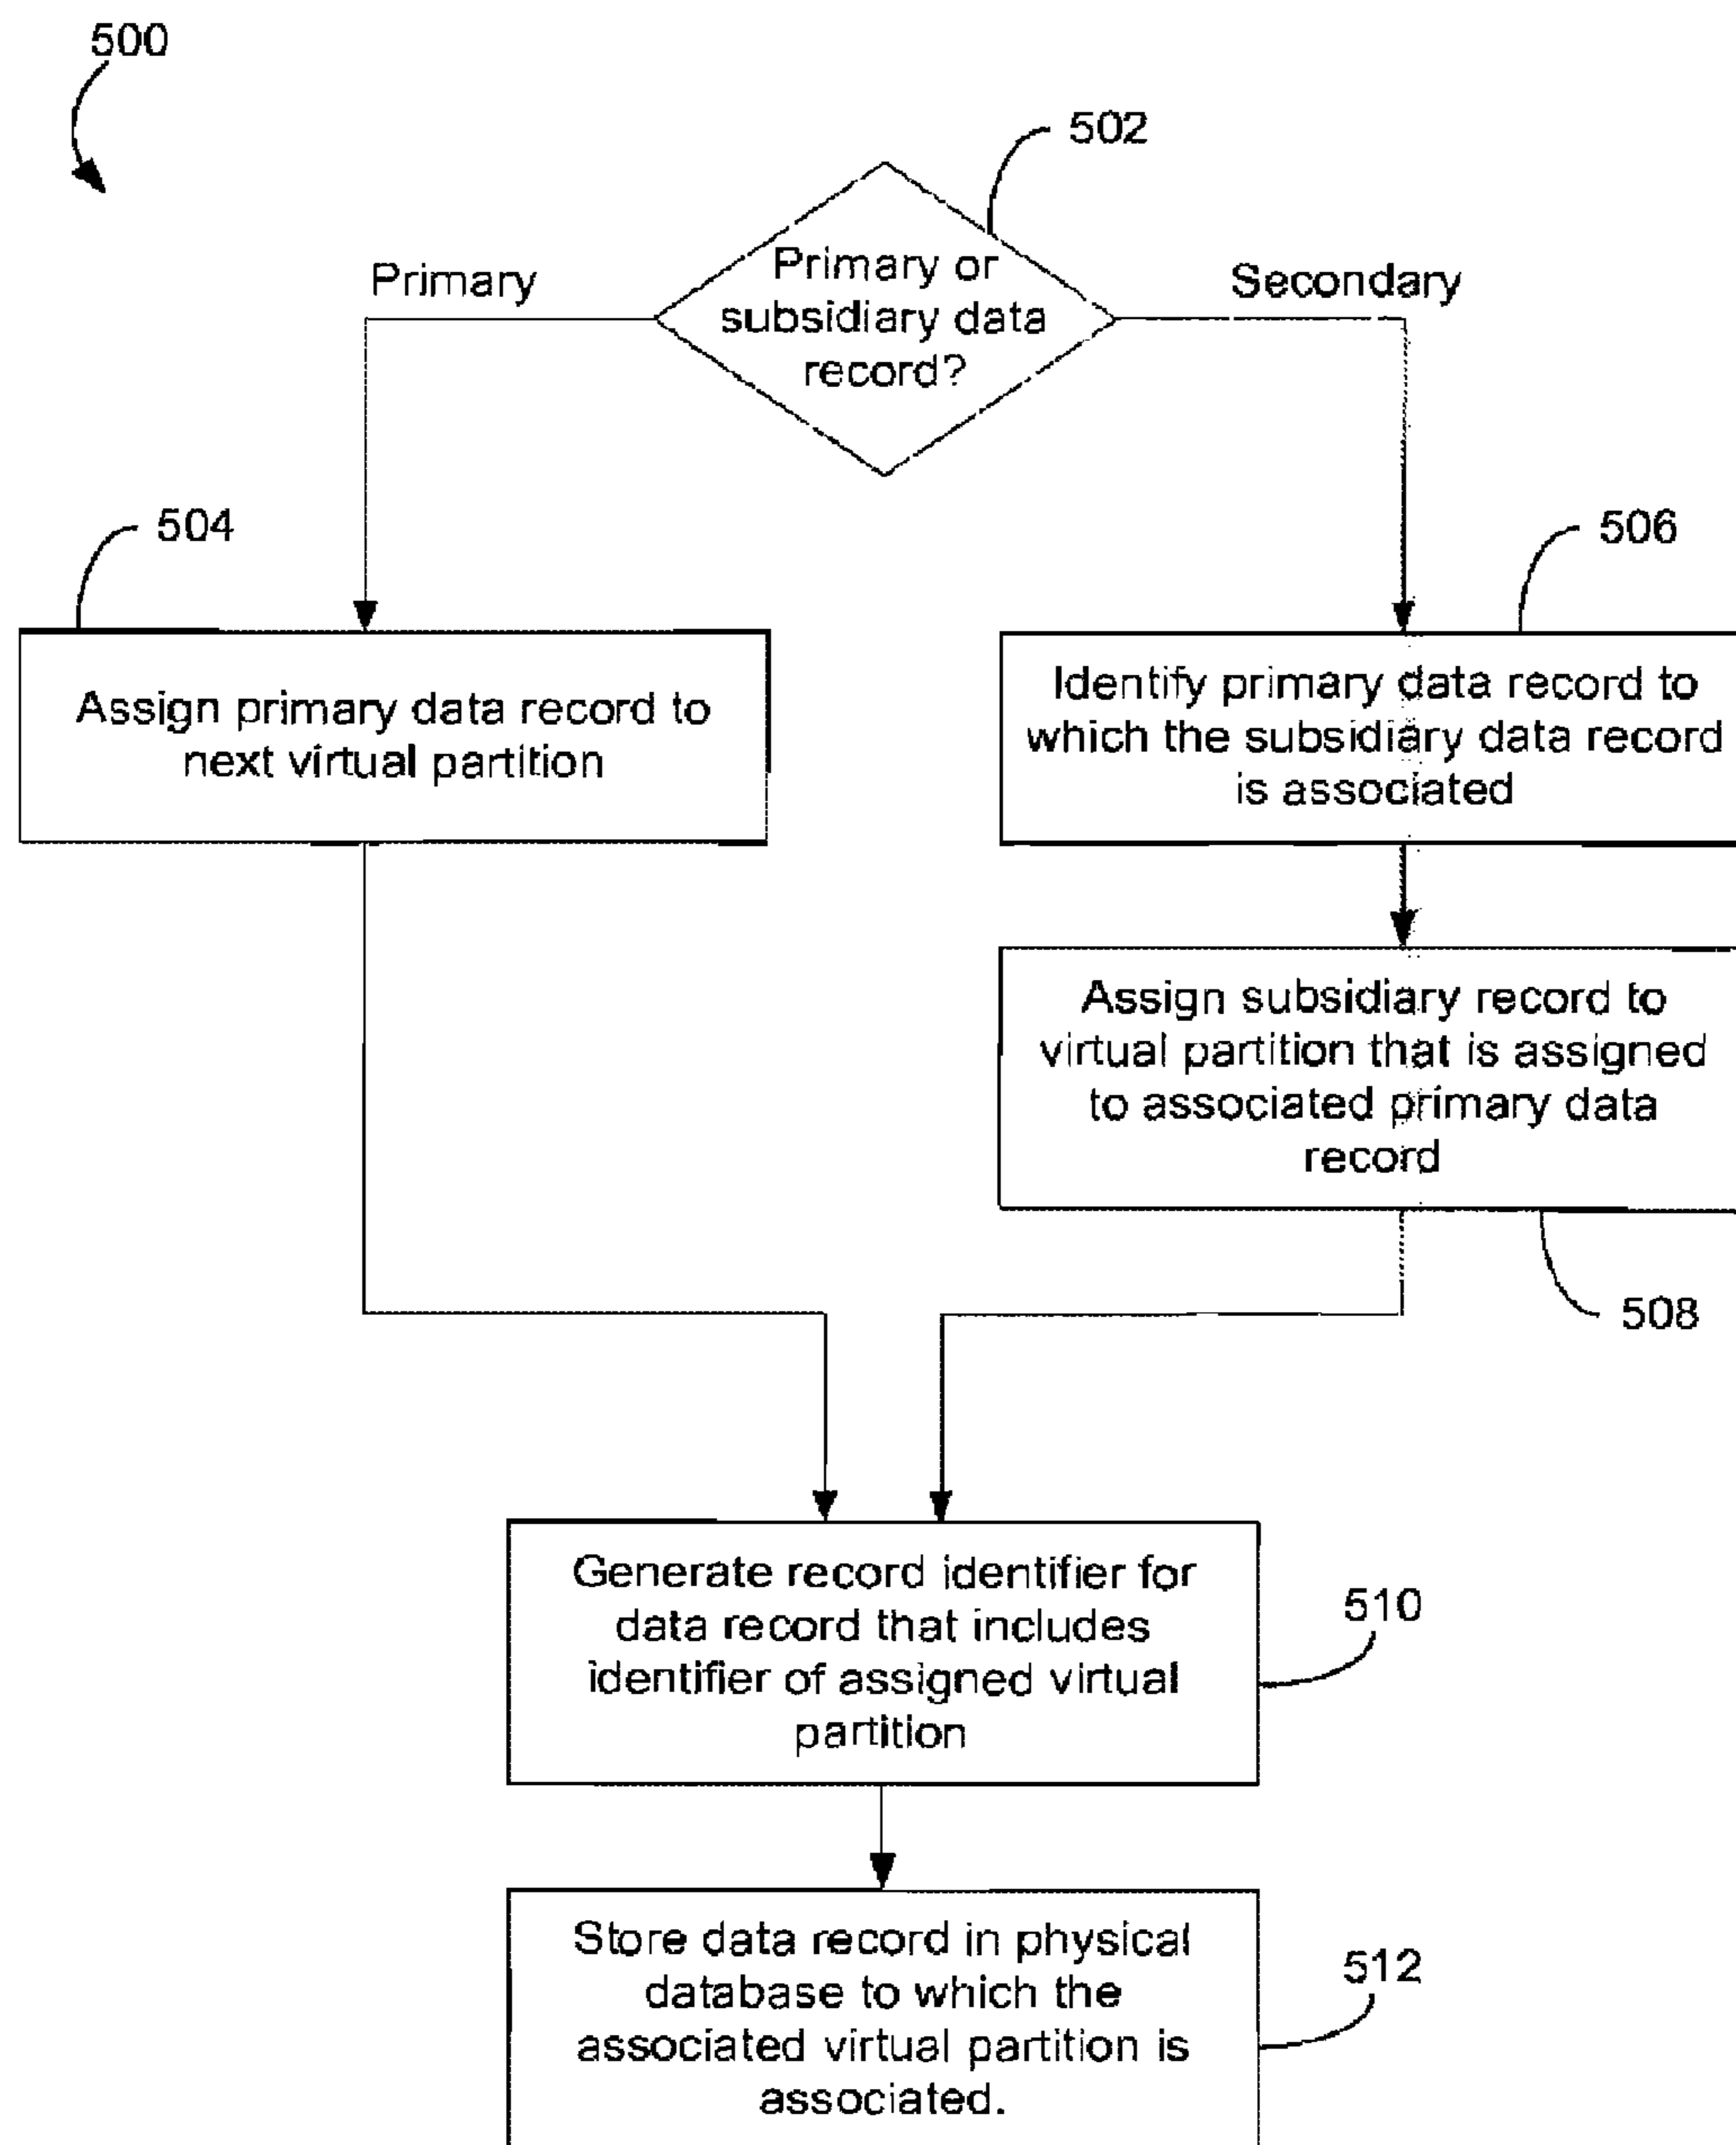 500
502
Primary or
subsidiary data
record?
Primary
Secondary
504
506
Assign primary data record to
next virtual partition
Identify primary data record to
which the subsidiary data record
is associated
Assign subsidiary record to
virtual partition that is assigned
to associated primary data
record
508
Generate record identifier for
data record that includes
identifier of assigned virtual
partition
510
Store data record in physical
database to which the
associated virtual partition is
associated.
512